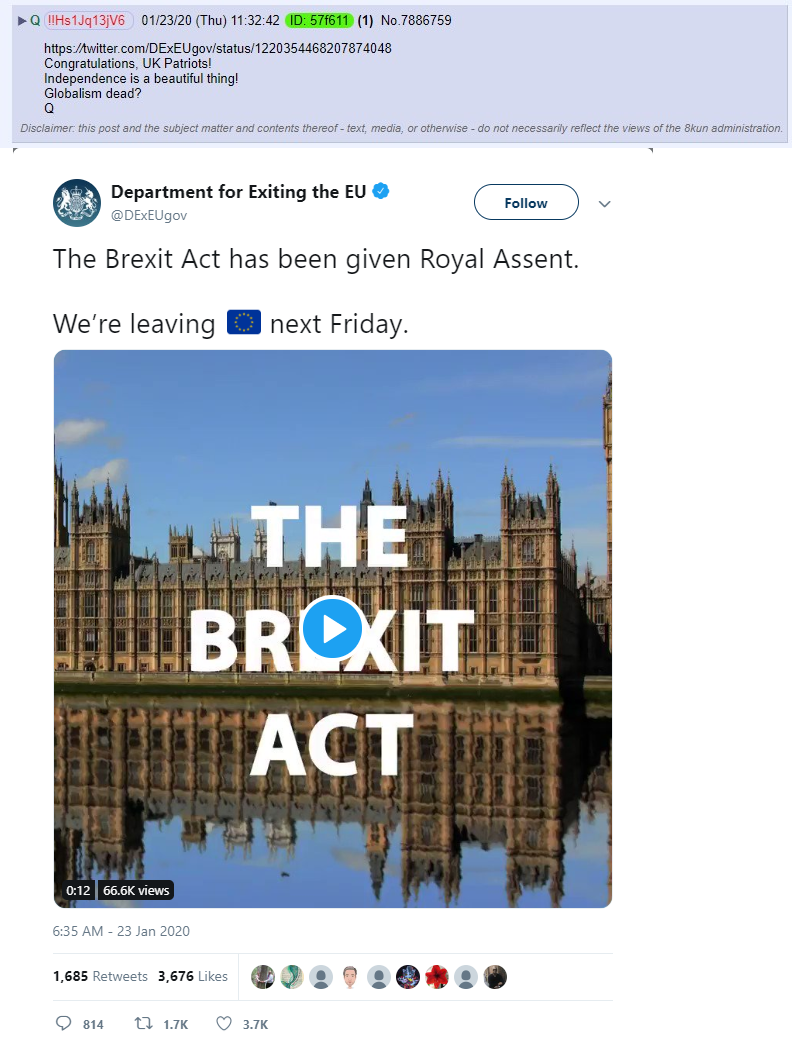 Q !!Hs1Jq13jV6 01/23/20 (Thu) 11:32:42 ID: 57f611 (1) No.7886759
https://twitter.com/DExEUgov/status/1220354468207874048
Congratulations, UK Patriots!
Independence is a beautiful thing!
Globalism dead?
Q
Disclaimer: this post and the subject matter and contents thereof - text, media, or otherwise - do not necessarily reflect the views of the 8kun administration.
Department for Exiting the EU
@DExEUgov
Follow
The Brexit Act has been given Royal Assent.
We’re leaving 🇪🇺 next Friday.
THE
BREXIT
ACT
0:12 66.6K views
6:35 AM - 23 Jan 2020
1,685 Retweets 3,676 Likes
814 1.7K 3.7K